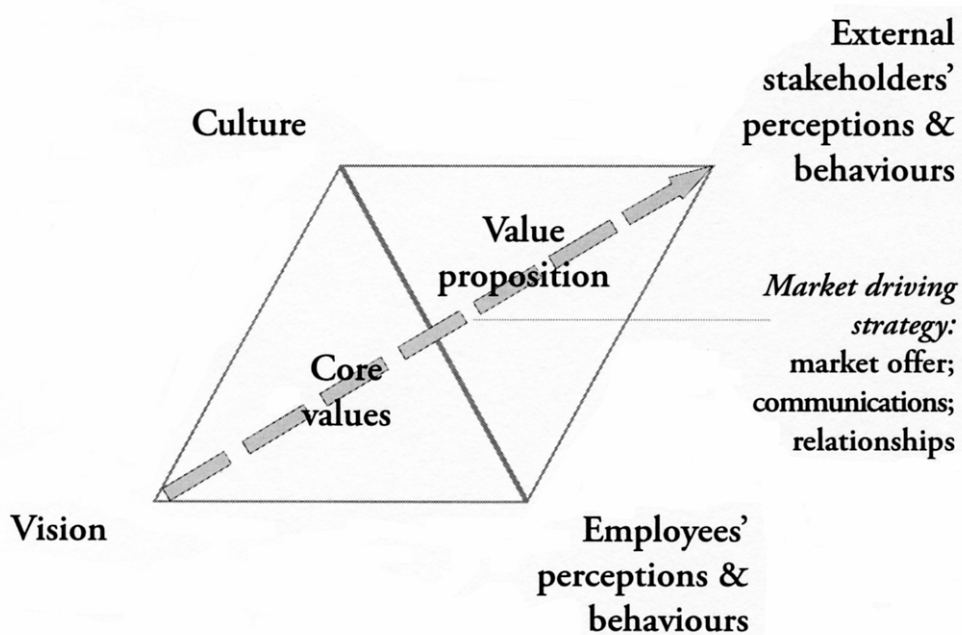 External
stakeholders’
perceptions &
behaviours
Culture
Value
proposition
Market driving
strategy:
market offer;
communications;
relationships
Core
values
Vision
Employees’
perceptions &
behaviours